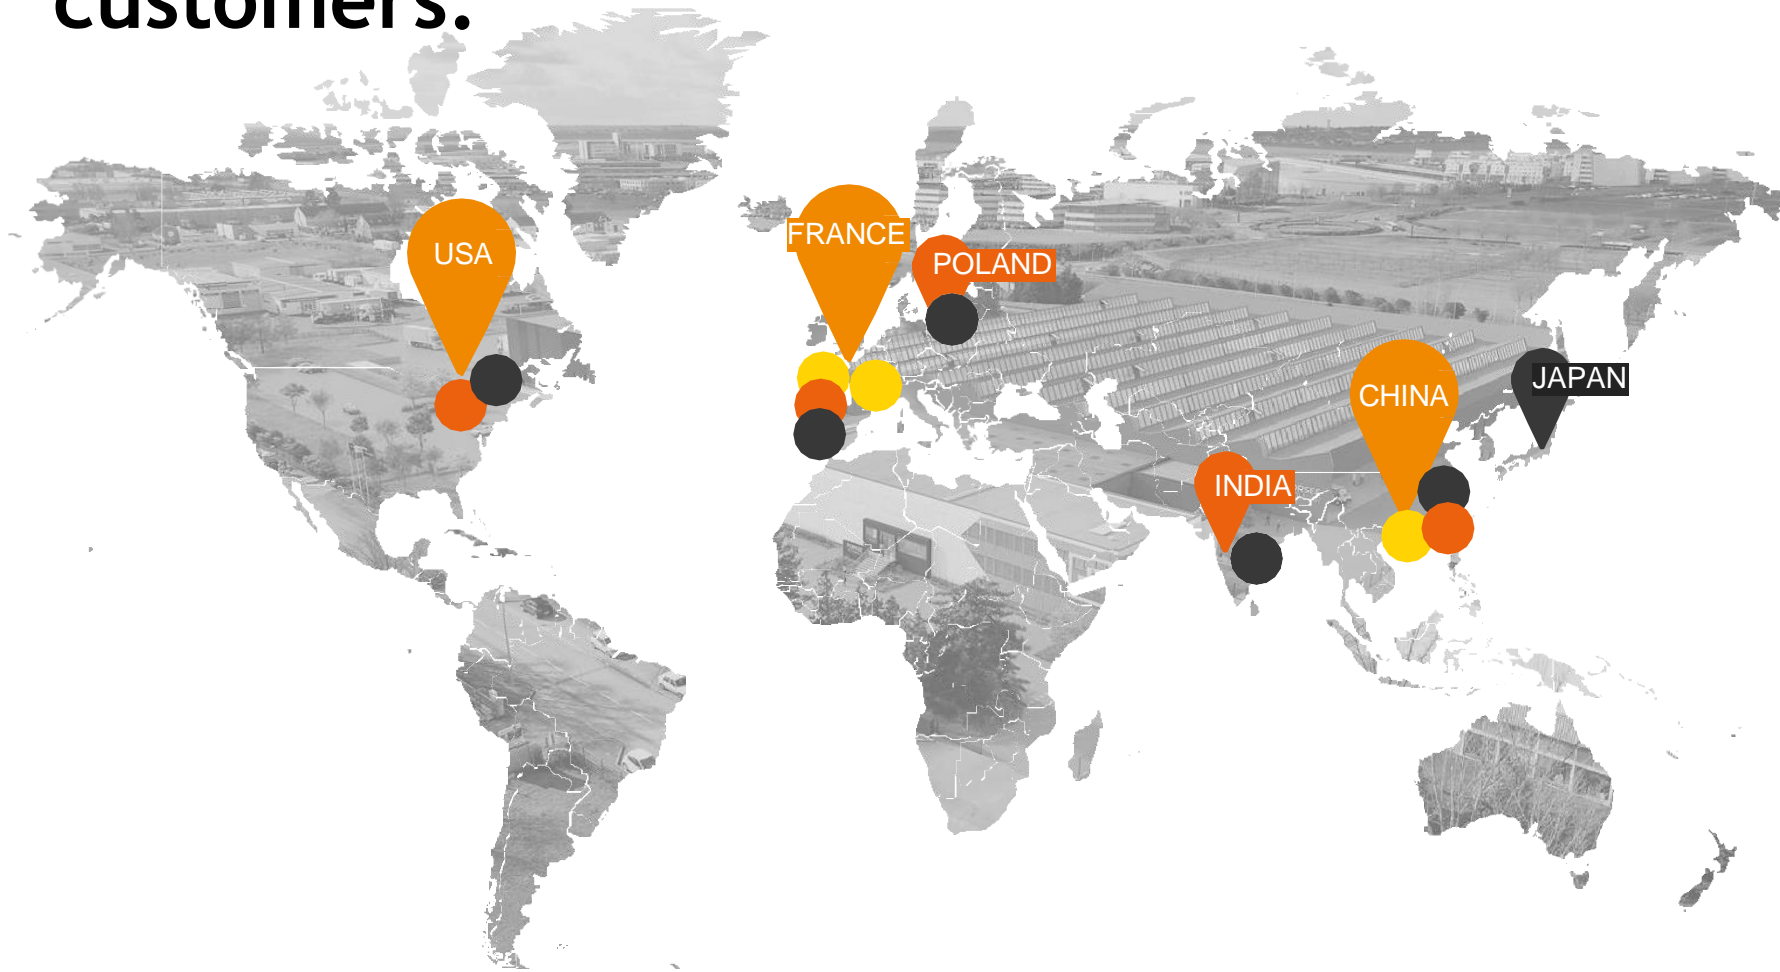 customers.
USA
FRANCE
POLAND
CHINA
JAPAN
INDIA